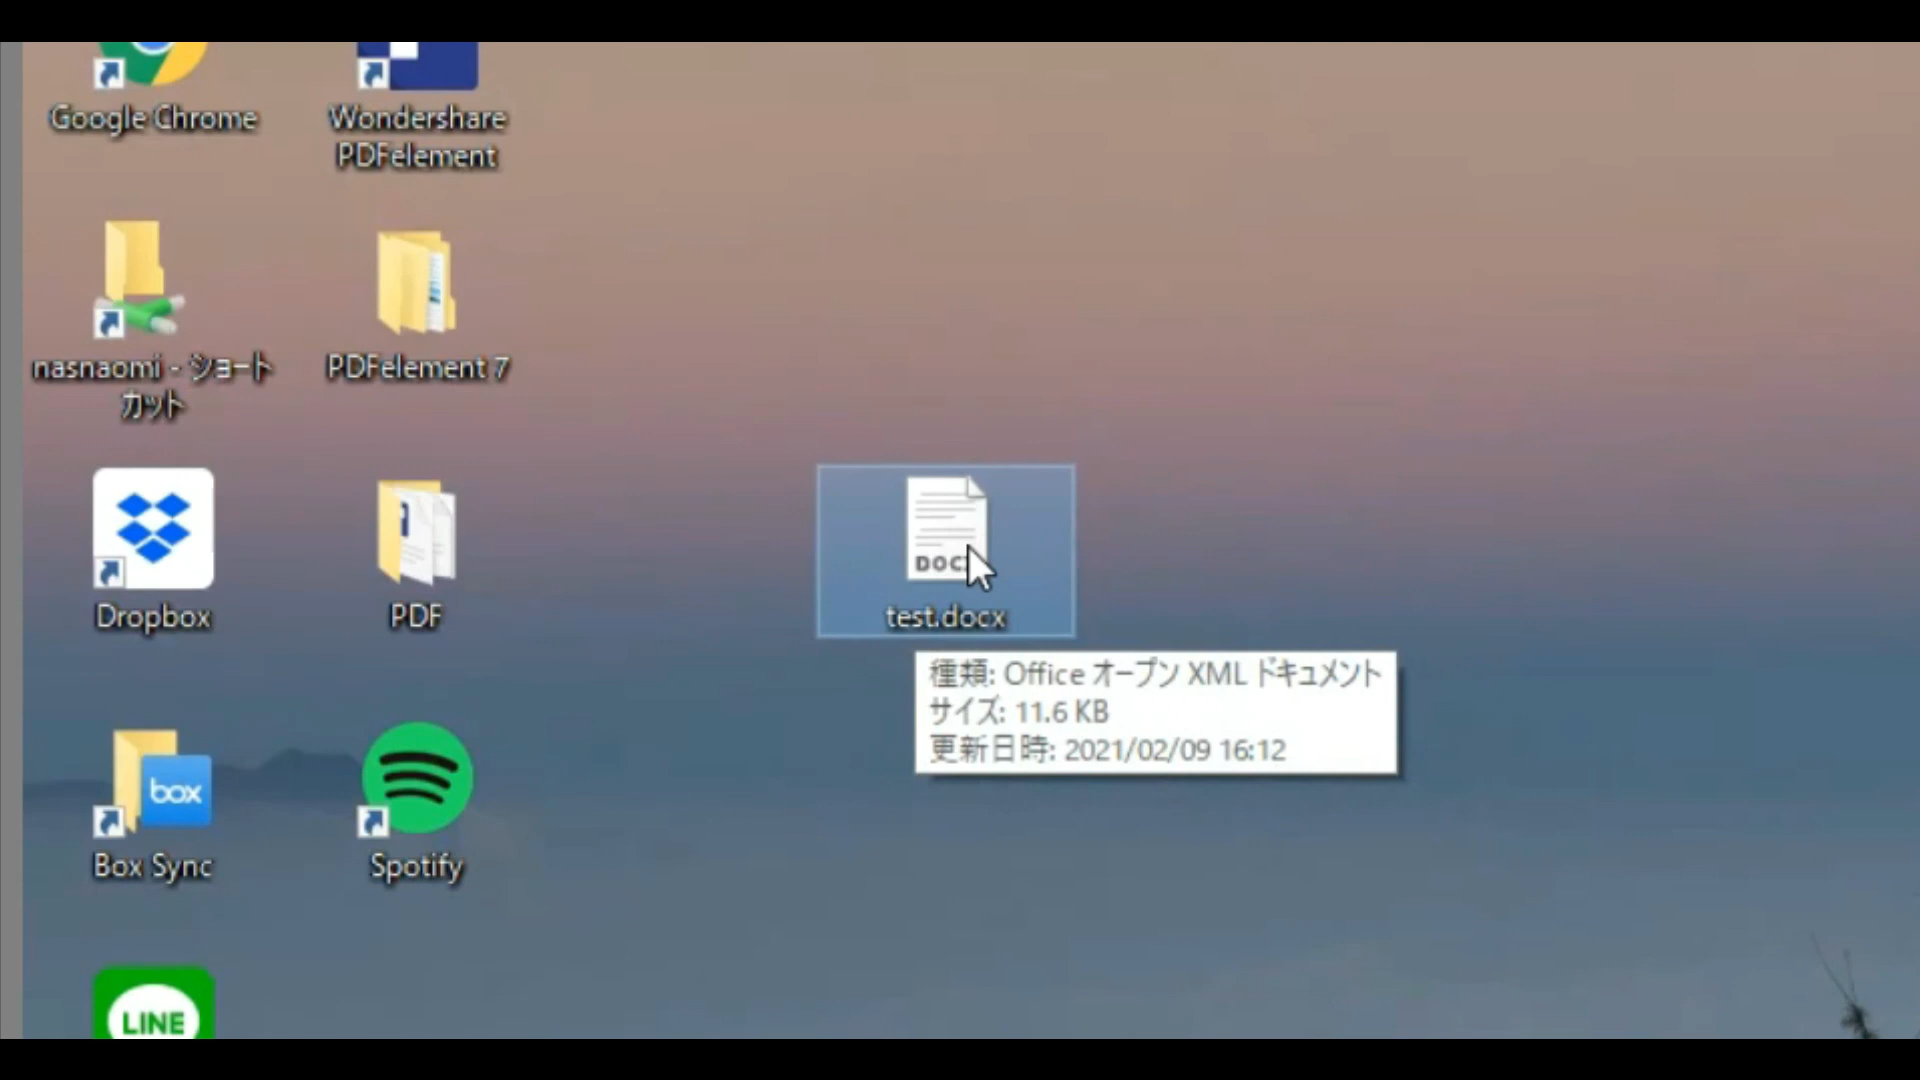 Google Chrome
Wondershare
PDFelement
nasnaomi - ショート
カット
PDFelement 7
Dropbox
PDF
DOCX
test.docx
種類: Office オープン XML ドキュメント
サイズ: 11.6 KB
更新日時: 2021/02/09 16:12
box
Box Sync
Spotify
LINE